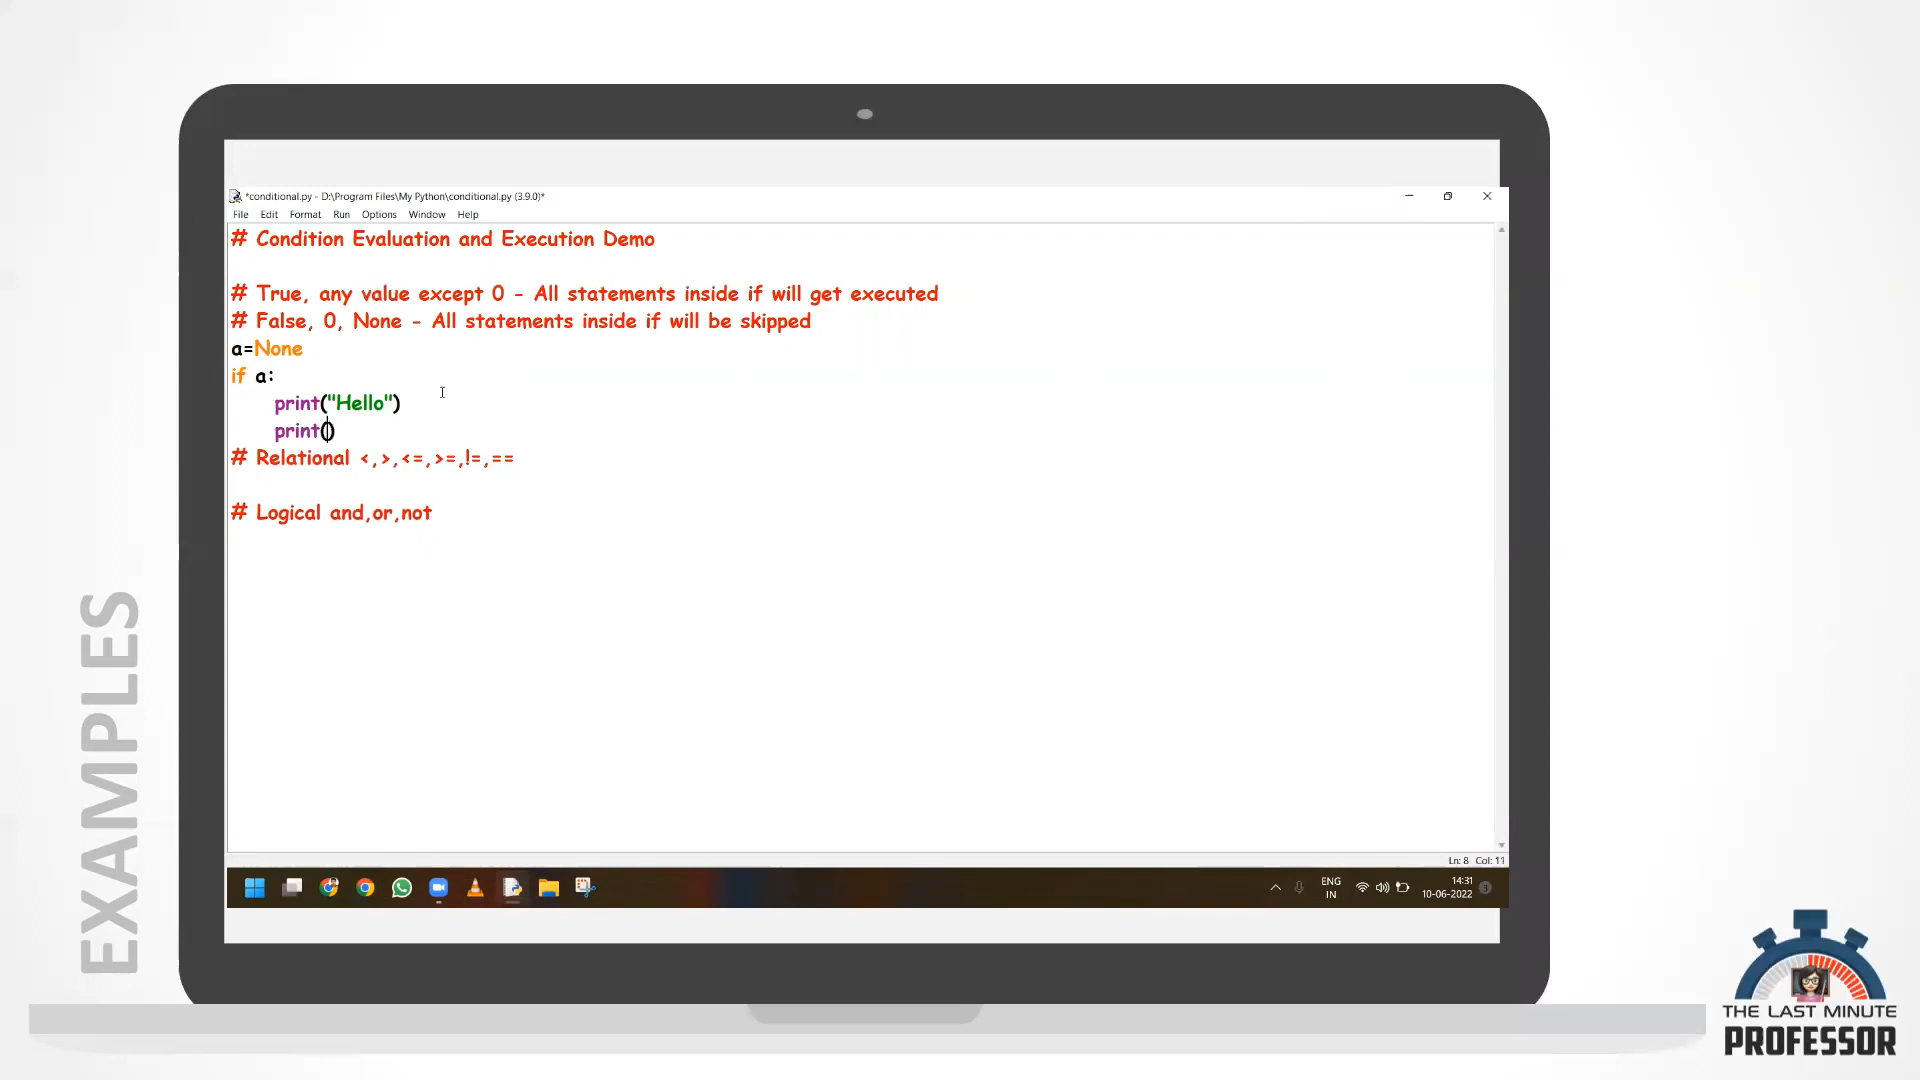 *conditional.py - D:\Program Files\My Python\conditional.py (3.9.0)*
File Edit Format Run Options Window Help
# Condition Evaluation and Execution Demo
# True, any value except 0 - All statements inside if will get executed
# False, 0, None - All statements inside if will be skipped
a=None
if a:
print("Hello")
print()
# Relational <,>,<=,>=,!=,==
# Logical and,or,not
Ln: 8 Col: 11
ENG
IN
14:31
10-06-2022
3
EXAMPLES
THE LAST MINUTE
PROFESSOR